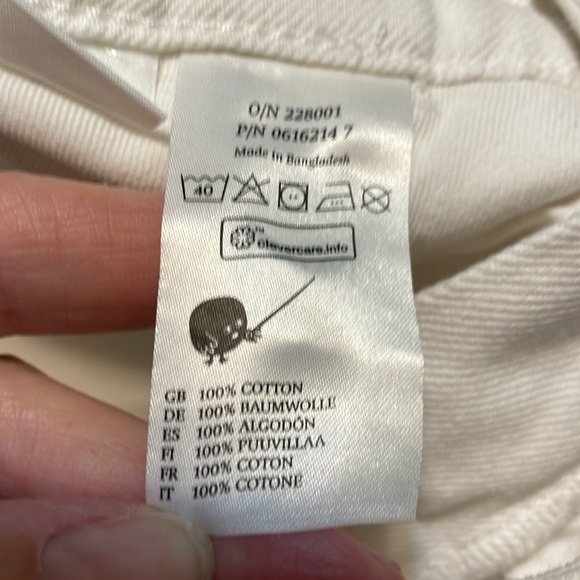 O/N 228001
P/N 0616214 7
Made in Bangladesh
40
clevercare.info
GB 100% COTTON
DE 100% BAUMWOLLE
ES 100% ALGODÓN
FI 100% PUUVILLAA
FR 100% COTON
IT 100% COTONE